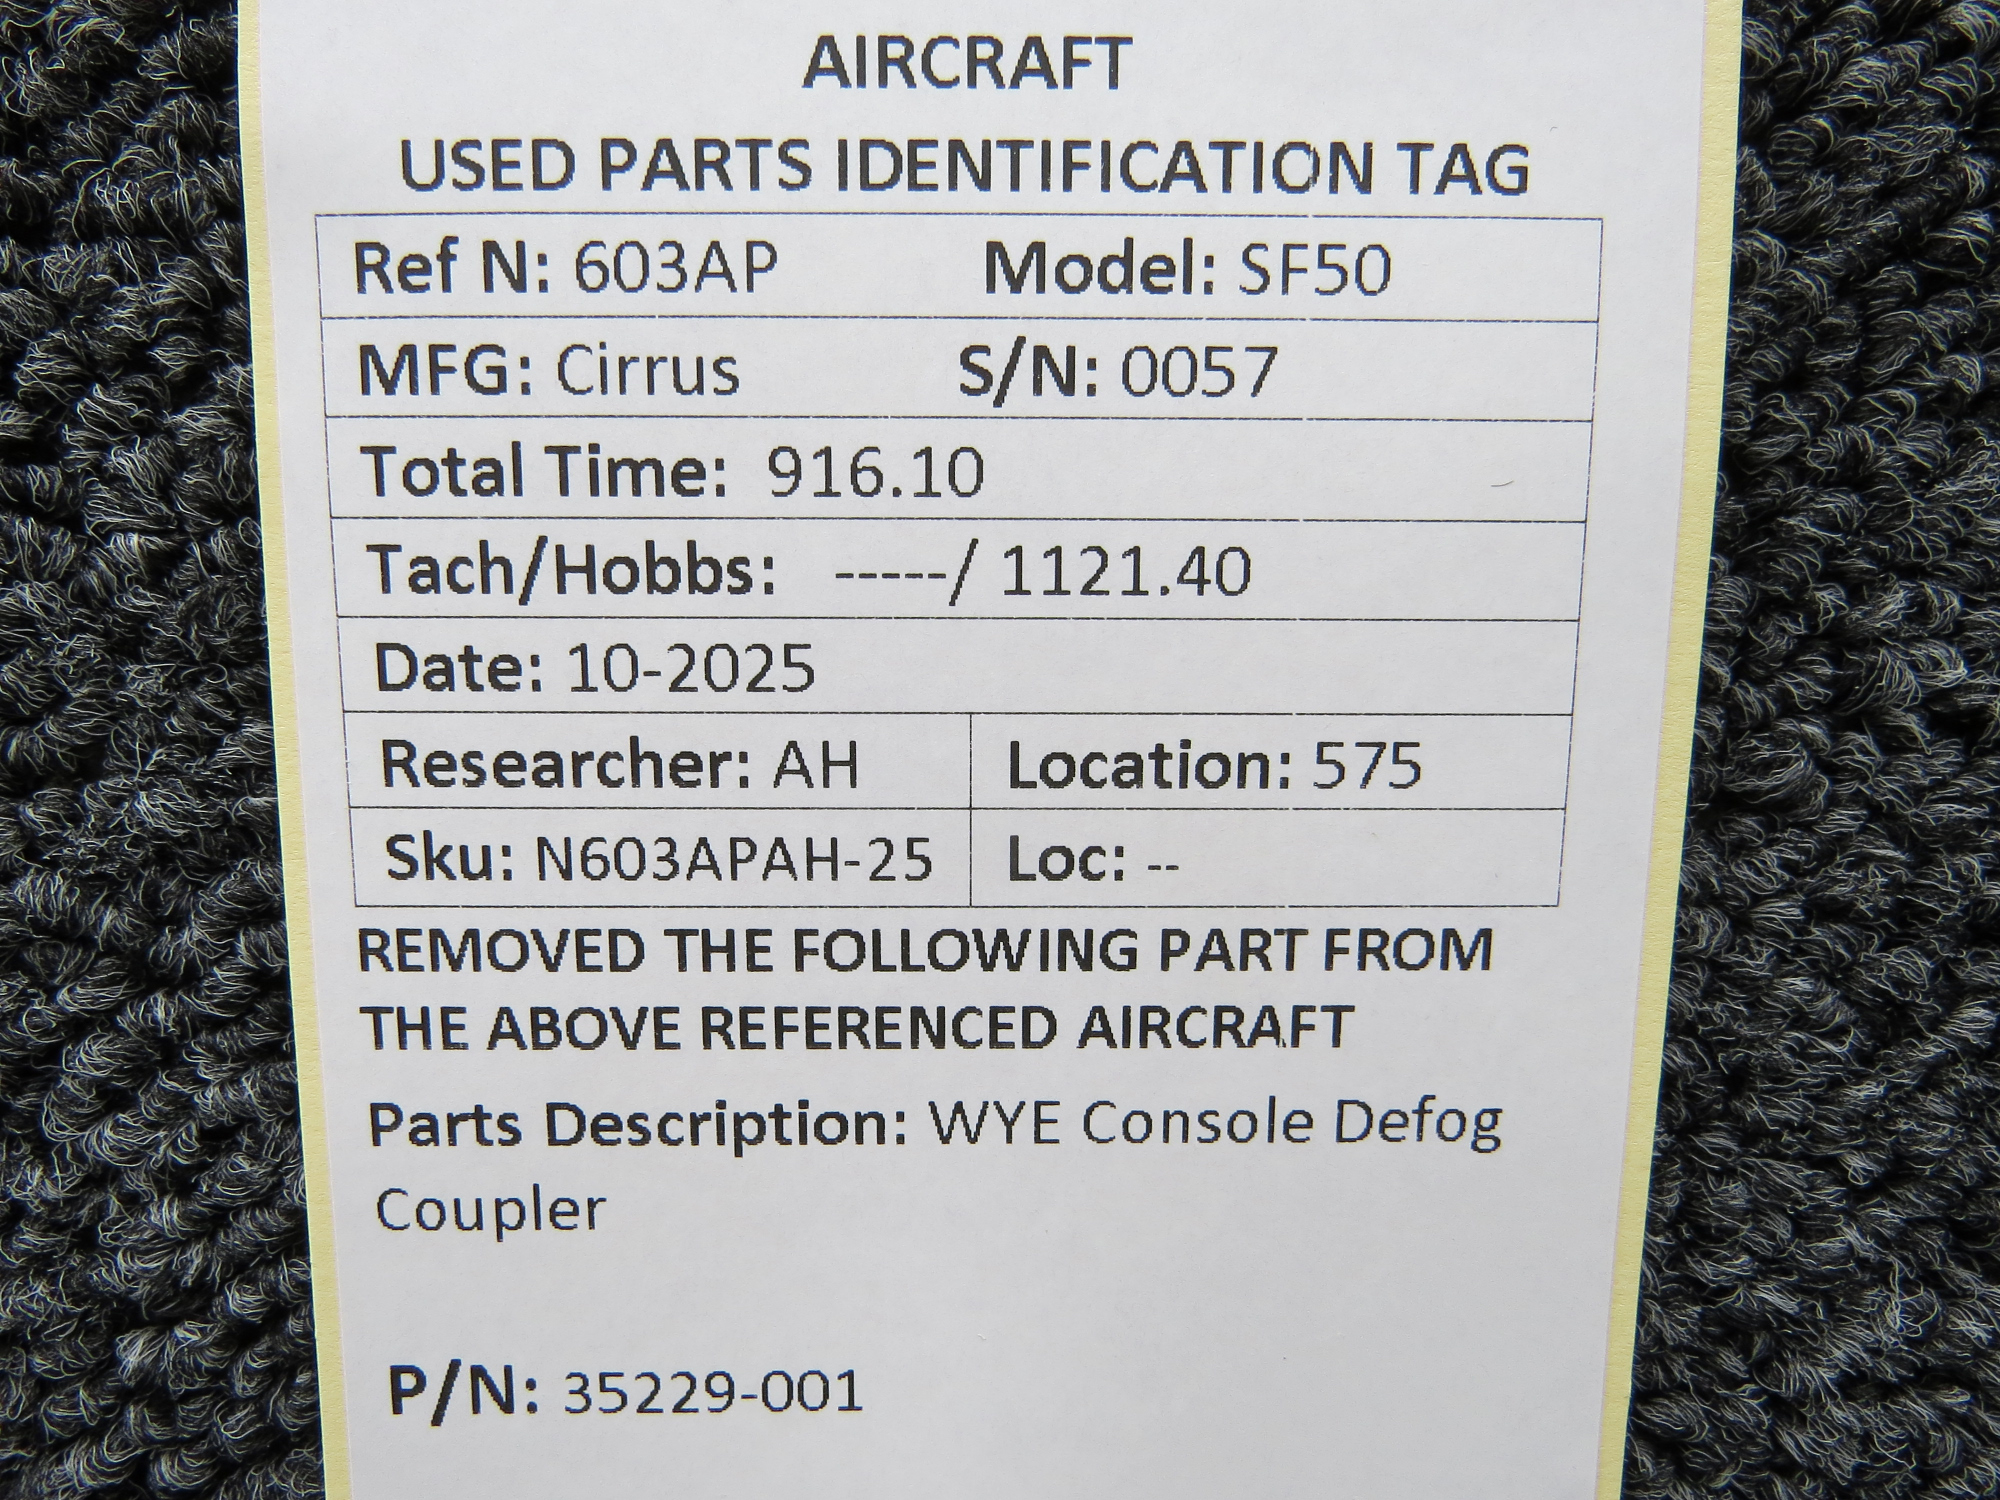 AIRCRAFT
USED PARTS IDENTIFICATION TAG
Ref N: 603AP Model: SF50
MFG: Cirrus S/N: 0057
Total Time: 916.10
Tach/Hobbs: -----/ 1121.40
Date: 10-2025
Researcher: AH Location: 575
Sku: N603APAH-25 Loc: --
REMOVED THE FOLLOWING PART FROM
THE ABOVE REFERENCED AIRCRAFT
Parts Description: WYE Console Defog
Coupler
P/N: 35229-001